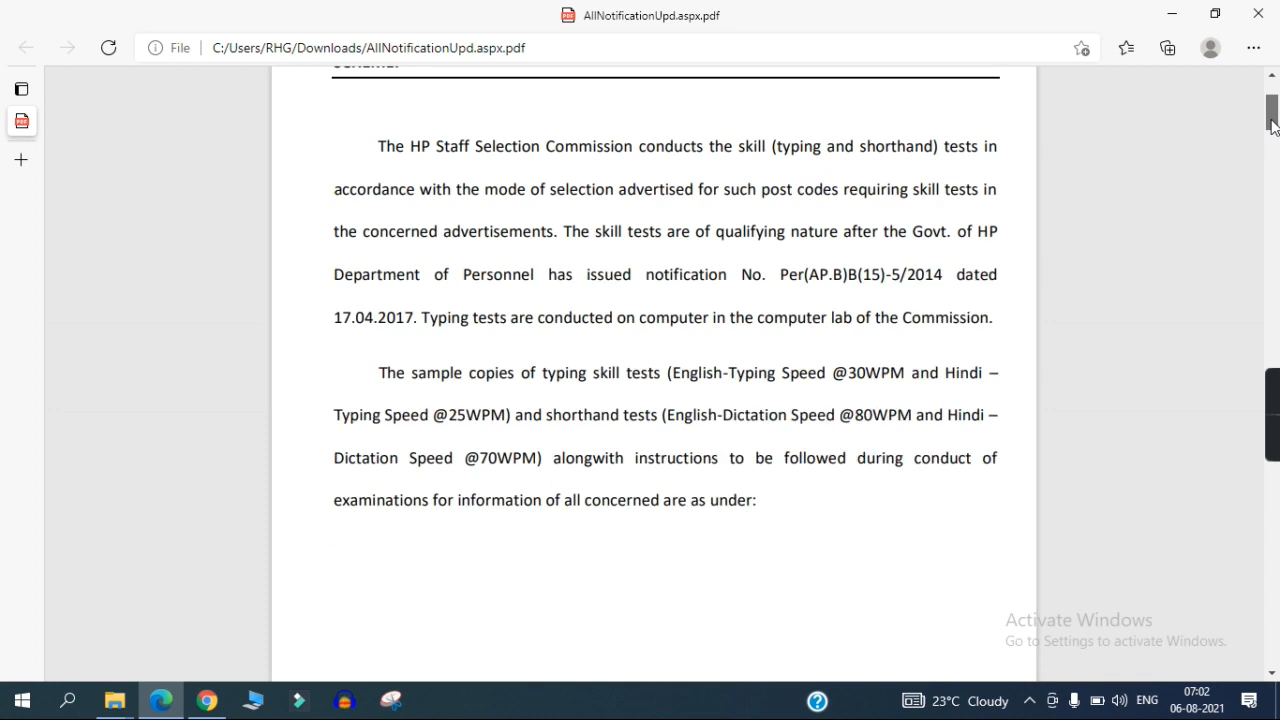 AllNotificationUpd.aspx.pdf
File
C:/Users/RHG/Downloads/AllNotificationUpd.aspx.pdf
The HP Staff Selection Commission conducts the skill (typing and shorthand) tests in
accordance with the mode of selection advertised for such post codes requiring skill tests in
the concerned advertisements. The skill tests are of qualifying nature after the Govt. of HP
Department of Personnel has issued notification No. Per(AP.B)B(15)-5/2014 dated
17.04.2017. Typing tests are conducted on computer in the computer lab of the Commission.
The sample copies of typing skill tests (English-Typing Speed @30WPM and Hindi –
Typing Speed @25WPM) and shorthand tests (English-Dictation Speed @80WPM and Hindi –
Dictation Speed @70WPM) alongwith instructions to be followed during conduct of
examinations for information of all concerned are as under:
Activate Windows
Go to Settings to activate Windows.
23°C Cloudy
ENG
07:02
06-08-2021